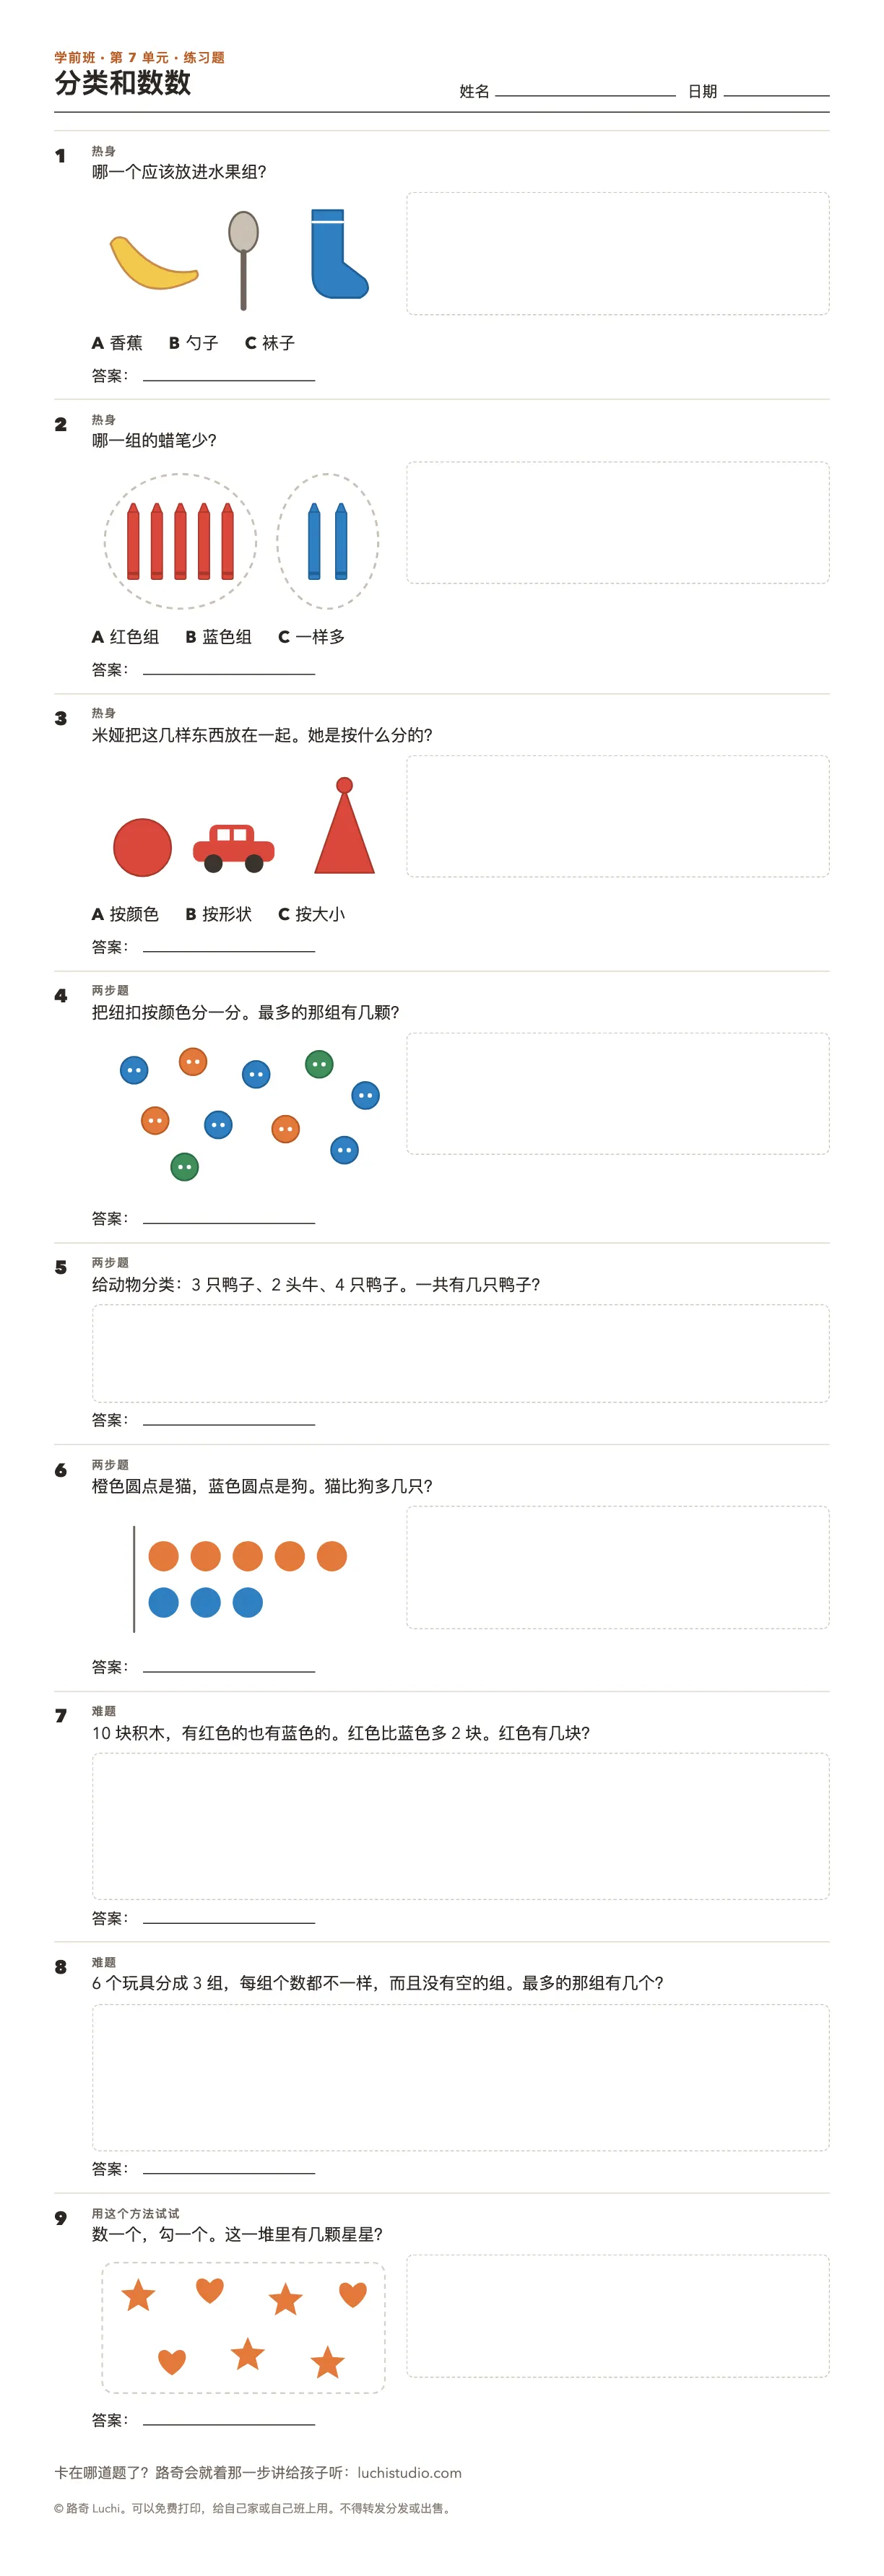 学前班 · 第 7 单元 · 练习题
分类和数数
姓名 日期
1
热身
哪一个应该放进水果组?
A 香蕉 B 勺子 C 袜子
答案:
2
热身
哪一组的蜡笔少?
A 红色组 B 蓝色组 C 一样多
答案:
3
热身
米娅把这几样东西放在一起。她是按什么分的?
A 按颜色 B 按形状 C 按大小
答案:
4
两步题
把纽扣按颜色分一分。最多的那组有几颗?
答案:
5
两步题
给动物分类:3 只鸭子、2 头牛、4 只鸭子。一共有几只鸭子?
答案:
6
两步题
橙色圆点是猫,蓝色圆点是狗。猫比狗多几只?
答案:
7
难题
10 块积木,有红色的也有蓝色的。红色比蓝色多 2 块。红色有几块?
答案:
8
难题
6 个玩具分成 3 组,每组个数都不一样,而且没有空的组。最多的那组有几个?
答案:
9
用这个方法试试
数一个,勾一个。这一堆里有几颗星星?
答案:
卡在哪道题了?路奇会就着那一步讲给孩子听:luchistudio.com
© 路奇 Luchi。可以免费打印,给自己家或自己班上用。不得转发分发或出售。